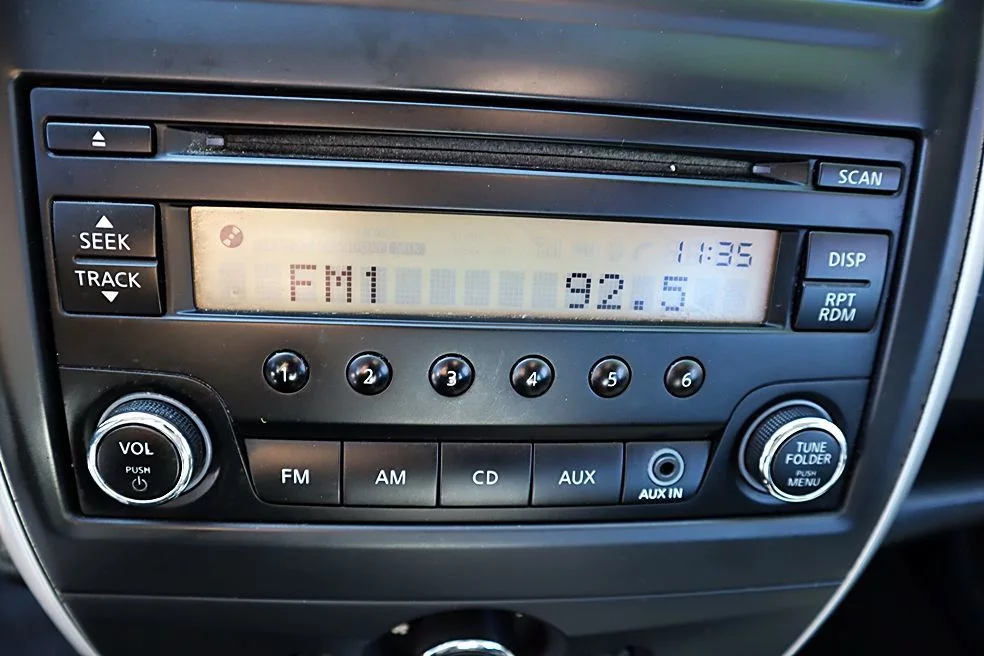 SCAN
SEEK
TRACK
11:35
FM1 92.5
DISP
RPT
RDM
1 2 3 4 5 6
VOL
PUSH
FM AM CD AUX
AUX IN
TUNE
FOLDER
PUSH
MENU